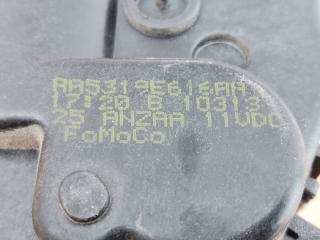 AA5319E616AA
17:20 B 10313
25 ANZAA 11VDC
FoMoCo